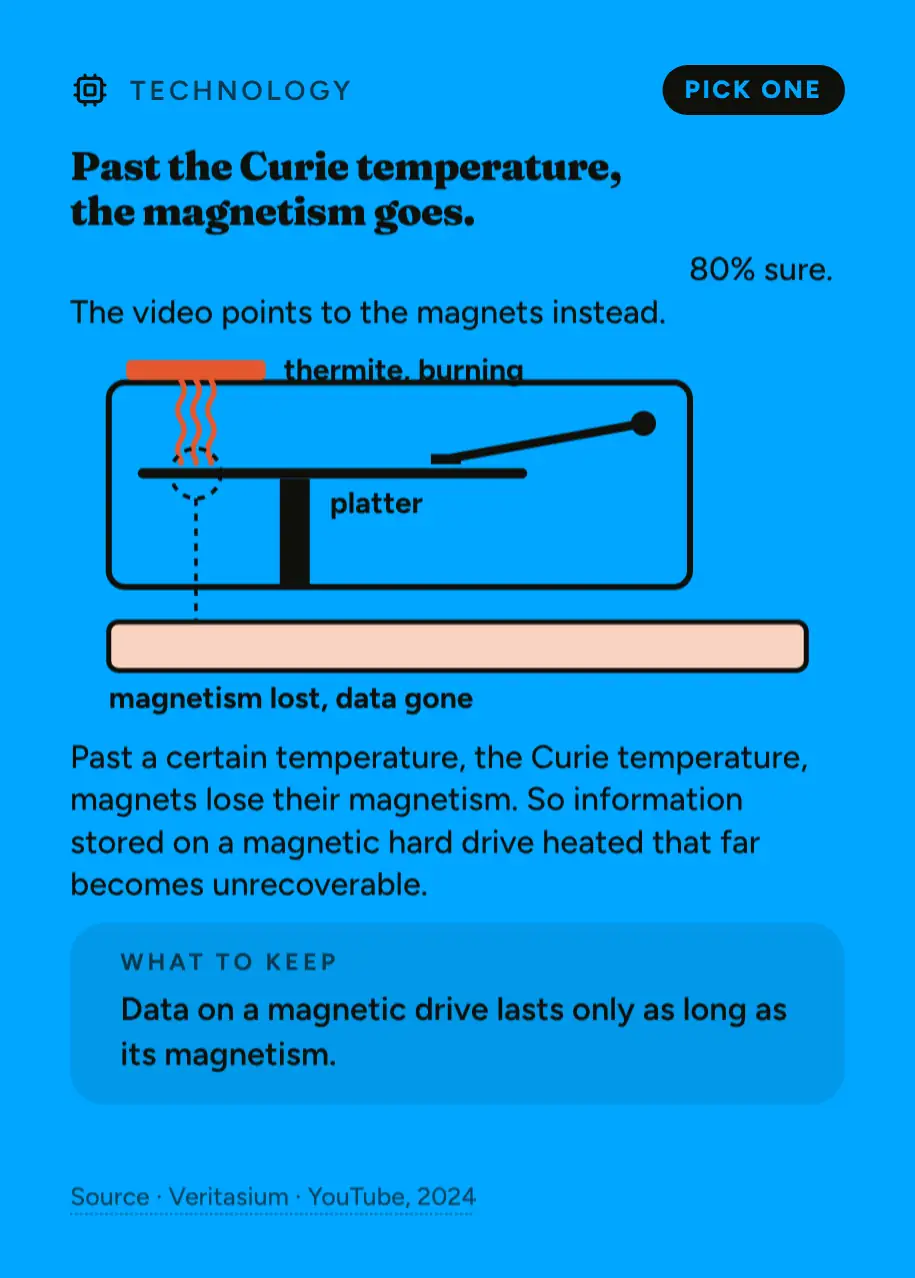 TECHNOLOGY
PICK ONE
Past the Curie temperature,
the magnetism goes.
80% sure.
The video points to the magnets instead.
thermite, burning
platter
magnetism lost, data gone
Past a certain temperature, the Curie temperature,
magnets lose their magnetism. So information
stored on a magnetic hard drive heated that far
becomes unrecoverable.
WHAT TO KEEP
Data on a magnetic drive lasts only as long as
its magnetism.
Source · Veritasium · YouTube, 2024